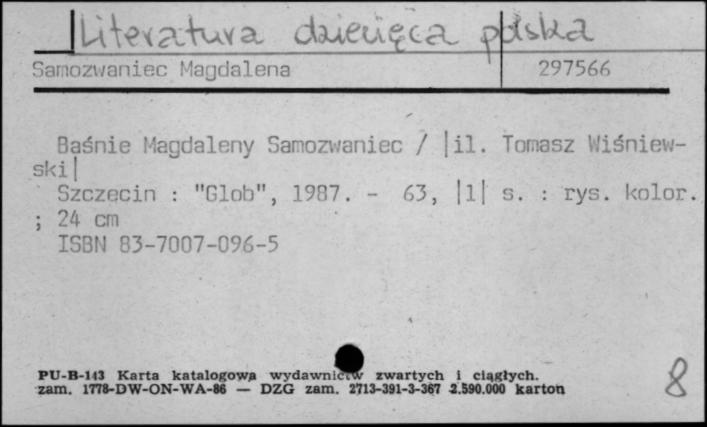 Literatura dziecięca polska
Samozwaniec Magdalena 297566
Baśnie Magdaleny Samozwaniec / |il. Tomasz Wiśniew-
ski|
Szczecin : "Glob", 1987. - 63, |1| s. : rys. kolor.
; 24 cm
ISBN 83-7007-096-5
PU-B-143 Karta katalogowa wydawnictw zwartych i ciągłych.
zam. 1778-DW-ON-WA-86 — DZG zam. 2713-391-3-367 2.590.000 karton
8